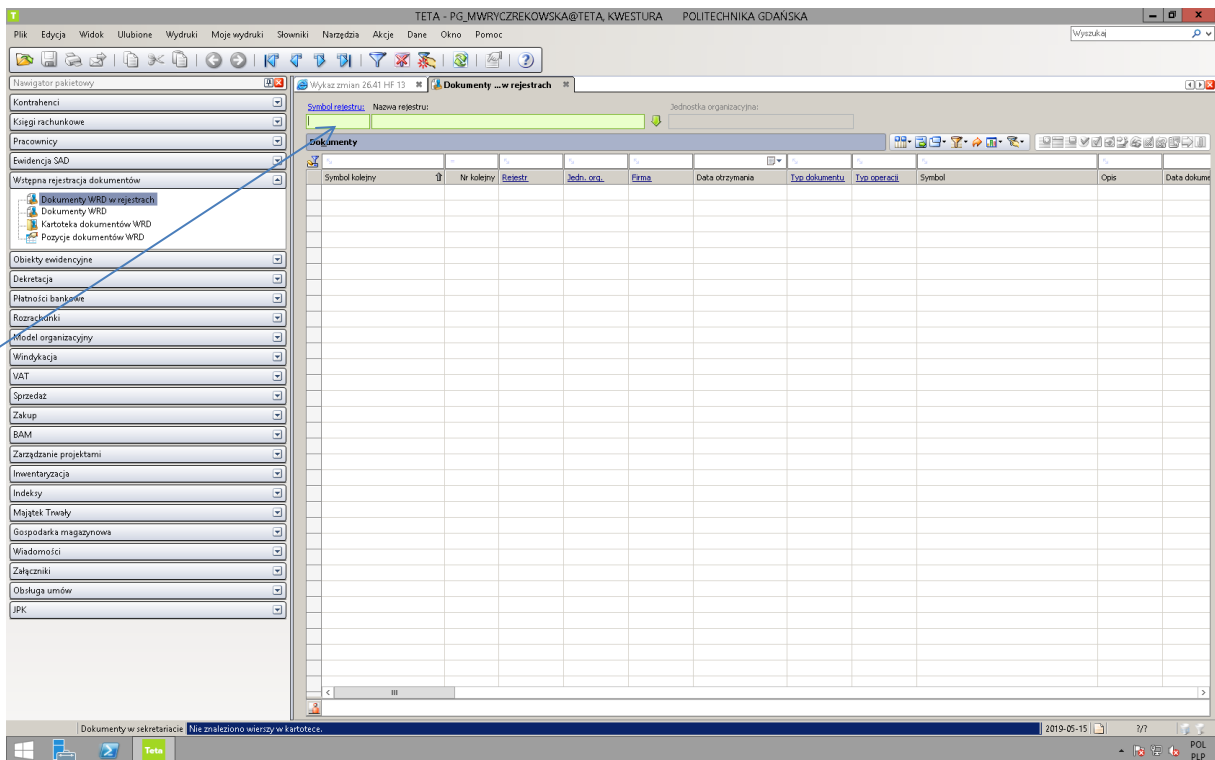 TETA - PG_MWRYCZREKOWSKA@TETA, KWESTURA POLITECHNIKA GDAŃSKA
Plik Edycja Widok Ulubione Wydruki Moje wydruki Słowniki Narzędzia Akcje Dane Okno Pomoc Wyszukaj
Nawigator pakietowy
Wykaz zmian 26.41 HF 13 Dokumenty ...w rejestrach
Kontrahenci
Symbol rejestru: Nazwa rejestru: Jednostka organizacyjna:
Księgi rachunkowe
Pracownicy
Dokumenty
Ewidencja SAD
Wstępna rejestracja dokumentów
Symbol kolejny Nr kolejny Rejestr Jedn. org. Firma Data otrzymania Typ dokumentu Typ operacji Symbol Opis Data dokume
Dokumenty WRD w rejestrach
Dokumenty WRD
Kartoteka dokumentów WRD
Pozycje dokumentów WRD
Obiekty ewidencyjne
Dekretacja
Płatności bankowe
Rozrachunki
Model organizacyjny
Windykacja
VAT
Sprzedaż
Zakup
BAM
Zarządzanie projektami
Inwentaryzacja
Indeksy
Majątek Trwały
Gospodarka magazynowa
Wiadomości
Załączniki
Obsługa umów
JPK
Dokumenty w sekretariacie Nie znaleziono wierszy w kartotece. 2019-05-15 ?/?
Teta
POL
PLP